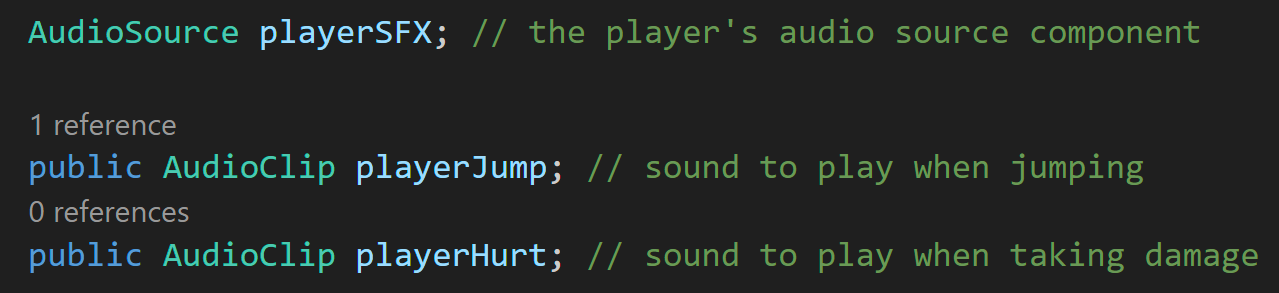 AudioSource playerSFX; // the player's audio source component
1 reference
public AudioClip playerJump; // sound to play when jumping
0 references
public AudioClip playerHurt; // sound to play when taking damage